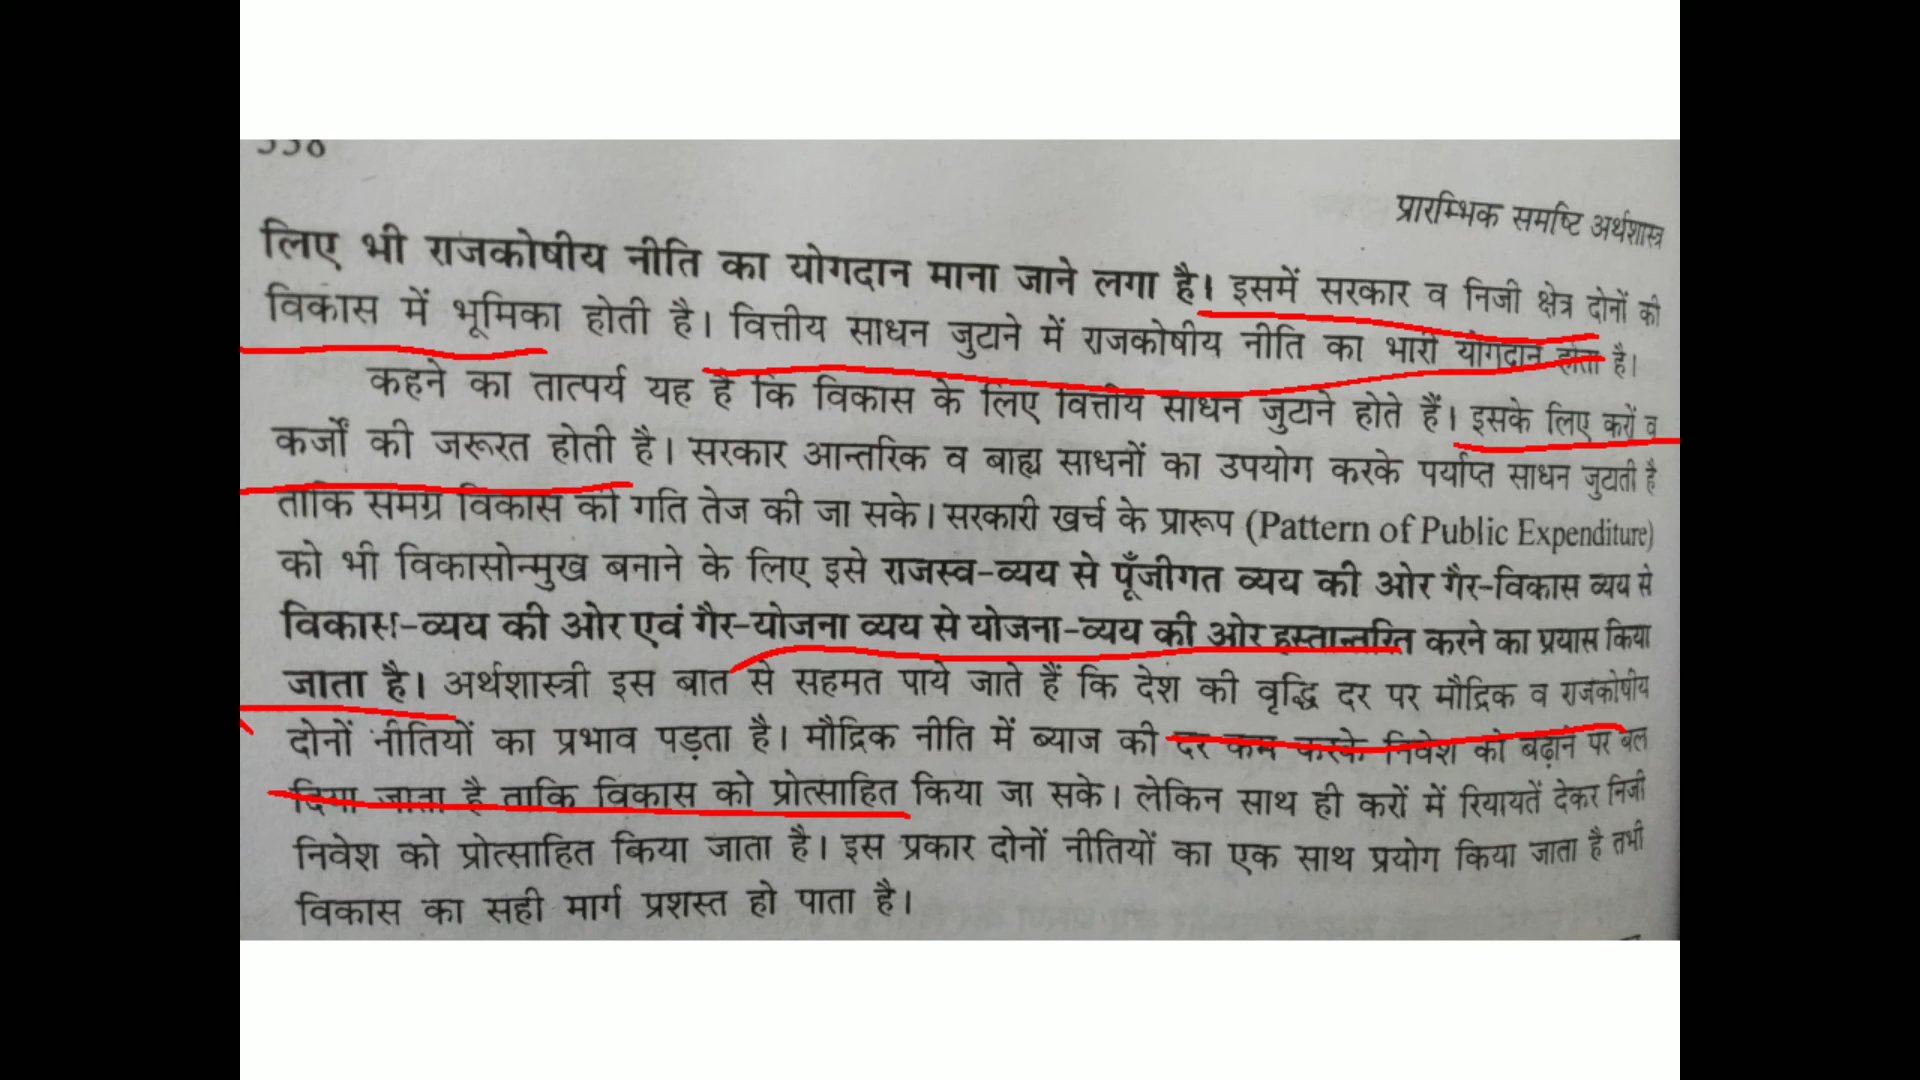 प्रारम्भिक समष्टि अर्थशास्त्र
लिए भी राजकोषीय नीति का योगदान माना जाने लगा है। इसमें सरकार व निजी क्षेत्र दोनों की
विकास में भूमिका होती है। वित्तीय साधन जुटाने में राजकोषीय नीति का भारी योगदान होता है।
कहने का तात्पर्य यह है कि विकास के लिए वित्तीय साधन जुटाने होते हैं। इसके लिए करों व
कर्जों की जरूरत होती है। सरकार आन्तरिक व बाह्य साधनों का उपयोग करके पर्याप्त साधन जुटाती है
ताकि समग्र विकास की गति तेज की जा सके। सरकारी खर्च के प्रारूप (Pattern of Public Expenditure)
को भी विकासोन्मुख बनाने के लिए इसे राजस्व-व्यय से पूँजीगत व्यय की ओर गैर-विकास व्यय से
विकास-व्यय की ओर एवं गैर-योजना व्यय से योजना-व्यय की ओर हस्तान्तरित करने का प्रयास किया
जाता है। अर्थशास्त्री इस बात से सहमत पाये जाते हैं कि देश की वृद्धि दर पर मौद्रिक व राजकोषीय
दोनों नीतियों का प्रभाव पड़ता है। मौद्रिक नीति में ब्याज की दर कम करके निवेश को बढ़ाने पर बल
दिया जाता है ताकि विकास को प्रोत्साहित किया जा सके। लेकिन साथ ही करों में रियायतें देकर निजी
निवेश को प्रोत्साहित किया जाता है। इस प्रकार दोनों नीतियों का एक साथ प्रयोग किया जाता है तभी
विकास का सही मार्ग प्रशस्त हो पाता है।